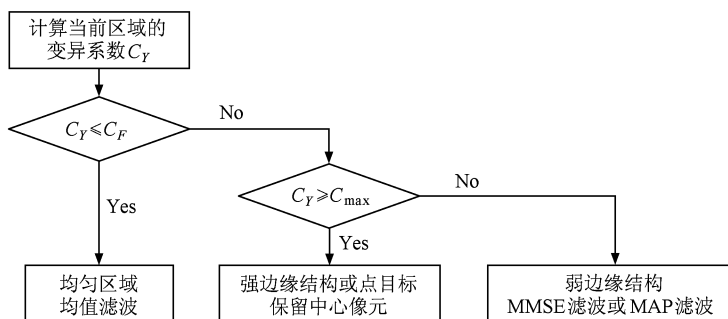 计算当前区域的
变异系数C_Y
C_Y⩽C_F
No
C_Y⩾C_max
No
Yes
Yes
均匀区域
均值滤波
强边缘结构或点目标
保留中心像元
弱边缘结构
MMSE滤波或MAP滤波